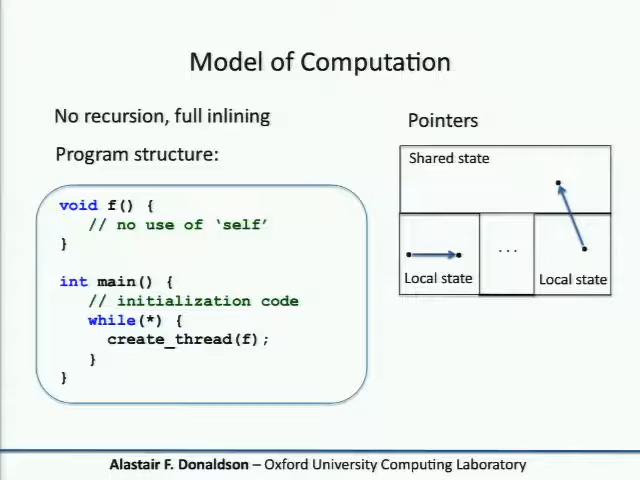 Model of Computation
No recursion, full inlining
Program structure:
void f() {
// no use of ‘self’
}
int main() {
// initialization code
while(*) {
create_thread(f);
}
}
Pointers
Shared state
...
Local state
Local state
Alastair F. Donaldson – Oxford University Computing Laboratory